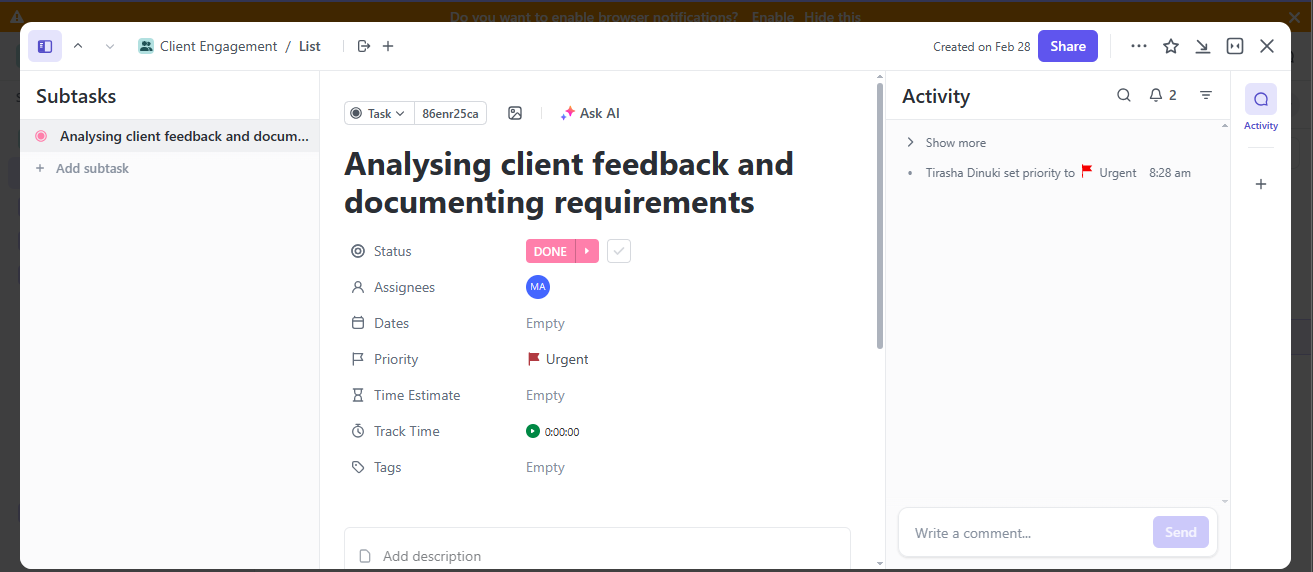 Do you want to enable browser notifications? Enable Hide this
Client Engagement / List
Created on Feb 28
Share
Subtasks
Analysing client feedback and docum...
Add subtask
Task
86enr25ca
Ask AI
Analysing client feedback and
documenting requirements
Status
DONE
Assignees
MA
Dates
Empty
Priority
Urgent
Time Estimate
Empty
Track Time
0:00:00
Tags
Empty
Add description
Activity
2
Show more
Tirasha Dinuki set priority to Urgent 8:28 am
Write a comment...
Send
Activity